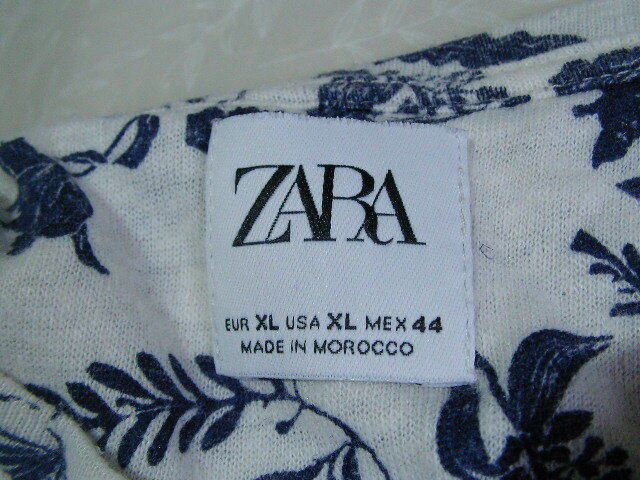 ZARA
EUR XL USA XL MEX 44
MADE IN MOROCCO